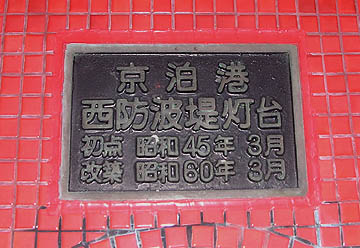 京泊港
西防波堤灯台
初点 昭和45年 3月
改築 昭和60年 3月